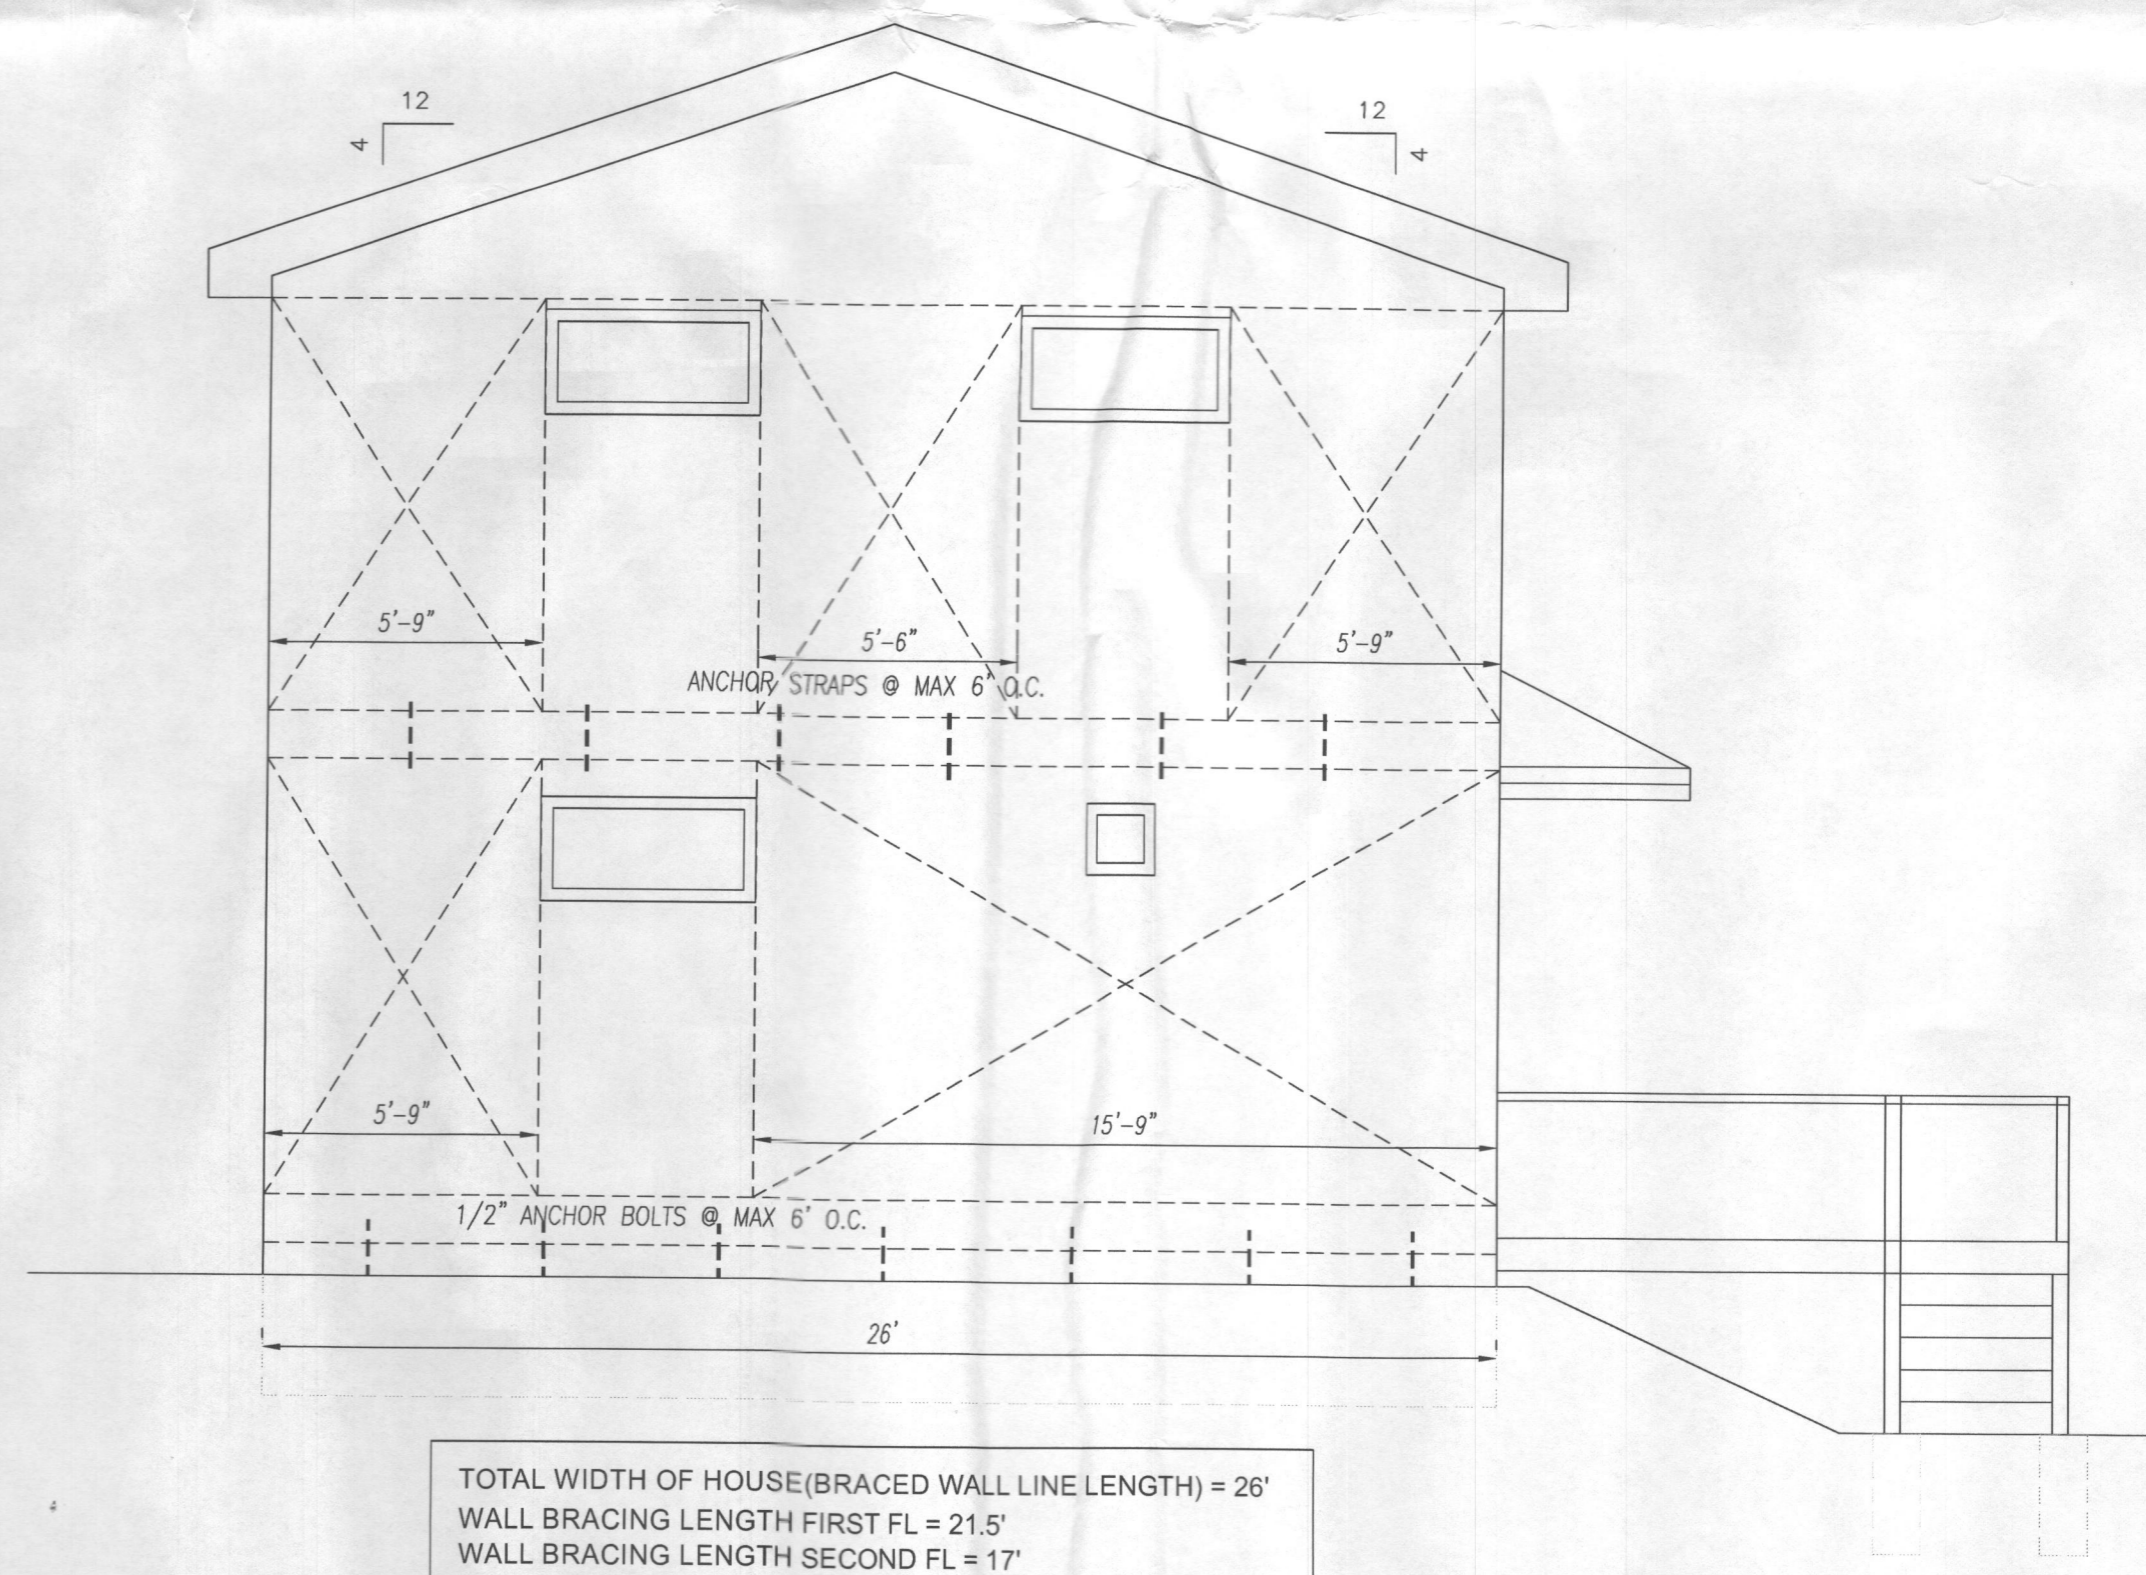 12
4
12
4
5'-9"
5'-6"
5'-9"
ANCHOR STRAPS @ MAX 6' O.C.
5'-9"
15'-9"
1/2" ANCHOR BOLTS @ MAX 6' O.C.
26'
TOTAL WIDTH OF HOUSE(BRACED WALL LINE LENGTH) = 26'
WALL BRACING LENGTH FIRST FL = 21.5'
WALL BRACING LENGTH SECOND FL = 17'